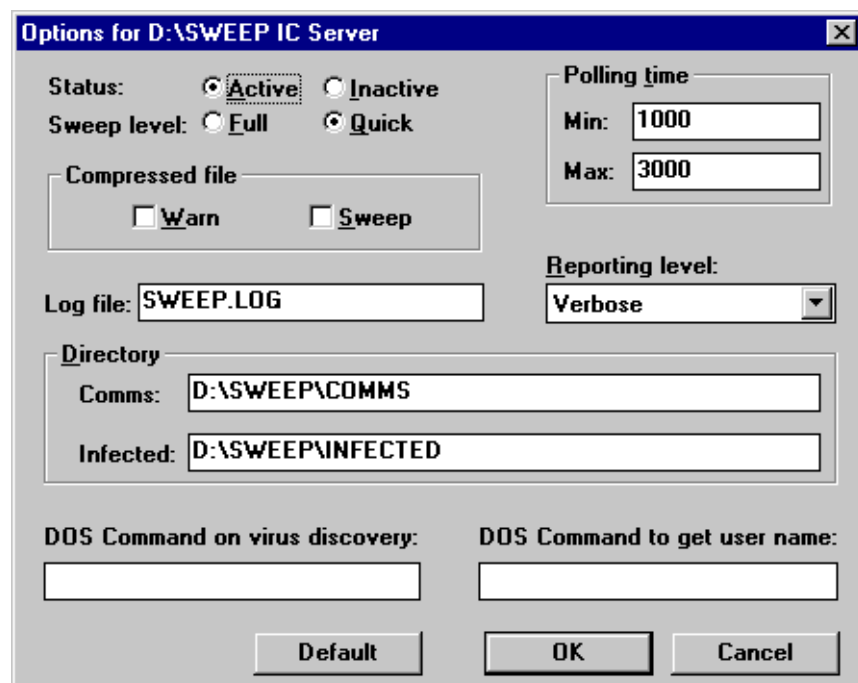 Options for D:\SWEEP IC Server
Status: Active Inactive
Sweep level: Full Quick
Polling time
Min: 1000
Max: 3000
Compressed file
Warn Sweep
Reporting level:
Log file: SWEEP.LOG
Verbose
Directory
Comms: D:\SWEEP\COMMS
Infected: D:\SWEEP\INFECTED
DOS Command on virus discovery:
DOS Command to get user name:
Default OK Cancel